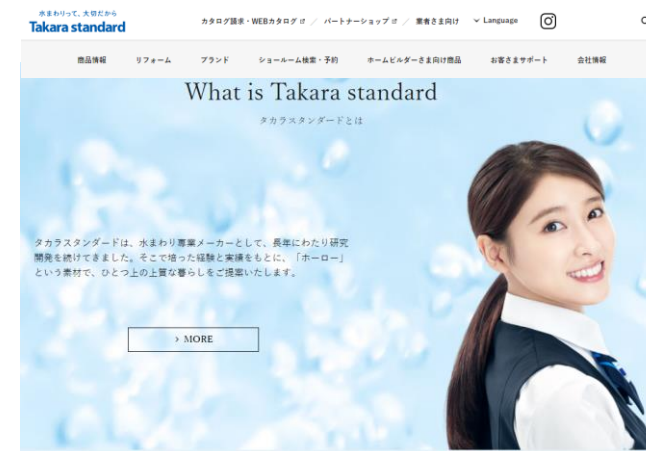 水まわりって、大切だから
Takara standard
カタログ請求・WEBカタログ ／ パートナーショップ ／ 業者さま向け Language
商品情報 リフォーム ブランド ショールーム検索・予約 ホームビルダーさま向け商品 お客さまサポート 会社情報
What is Takara standard
タカラスタンダードとは
タカラスタンダードは、水まわり専業メーカーとして、長年にわたり研究
開発を続けてきました。そこで培った経験と実績をもとに、「ホーロー」
という素材で、ひとつ上の上質な暮らしをご提案いたします。
> MORE